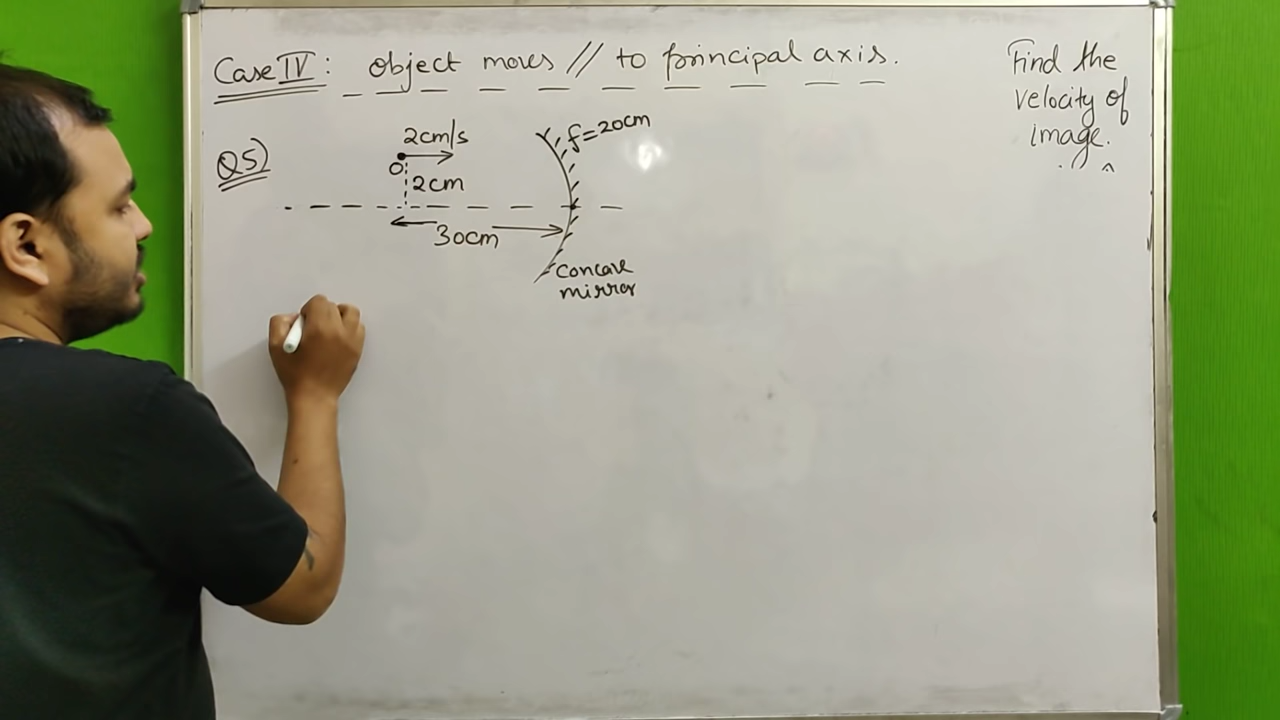 Case IV: object moves // to principal axis.
Find the
velocity of
image.
Q5)
2cm/s
f=20cm
O
2cm
30cm
Concave
mirror